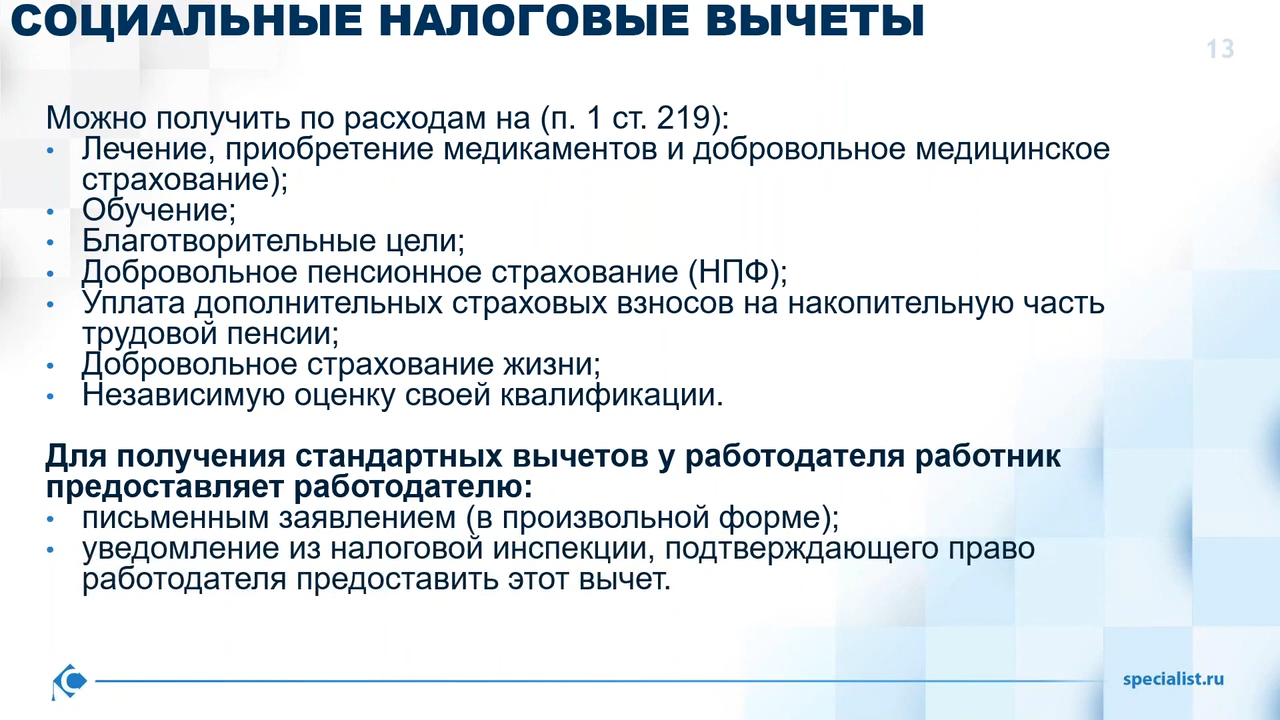 СОЦИАЛЬНЫЕ НАЛОГОВЫЕ ВЫЧЕТЫ
13
Можно получить по расходам на (п. 1 ст. 219):
• Лечение, приобретение медикаментов и добровольное медицинское
страхование);
• Обучение;
• Благотворительные цели;
• Добровольное пенсионное страхование (НПФ);
• Уплата дополнительных страховых взносов на накопительную часть
трудовой пенсии;
• Добровольное страхование жизни;
• Независимую оценку своей квалификации.
Для получения стандартных вычетов у работодателя работник
предоставляет работодателю:
• письменным заявлением (в произвольной форме);
• уведомление из налоговой инспекции, подтверждающего право
работодателя предоставить этот вычет.
specialist.ru